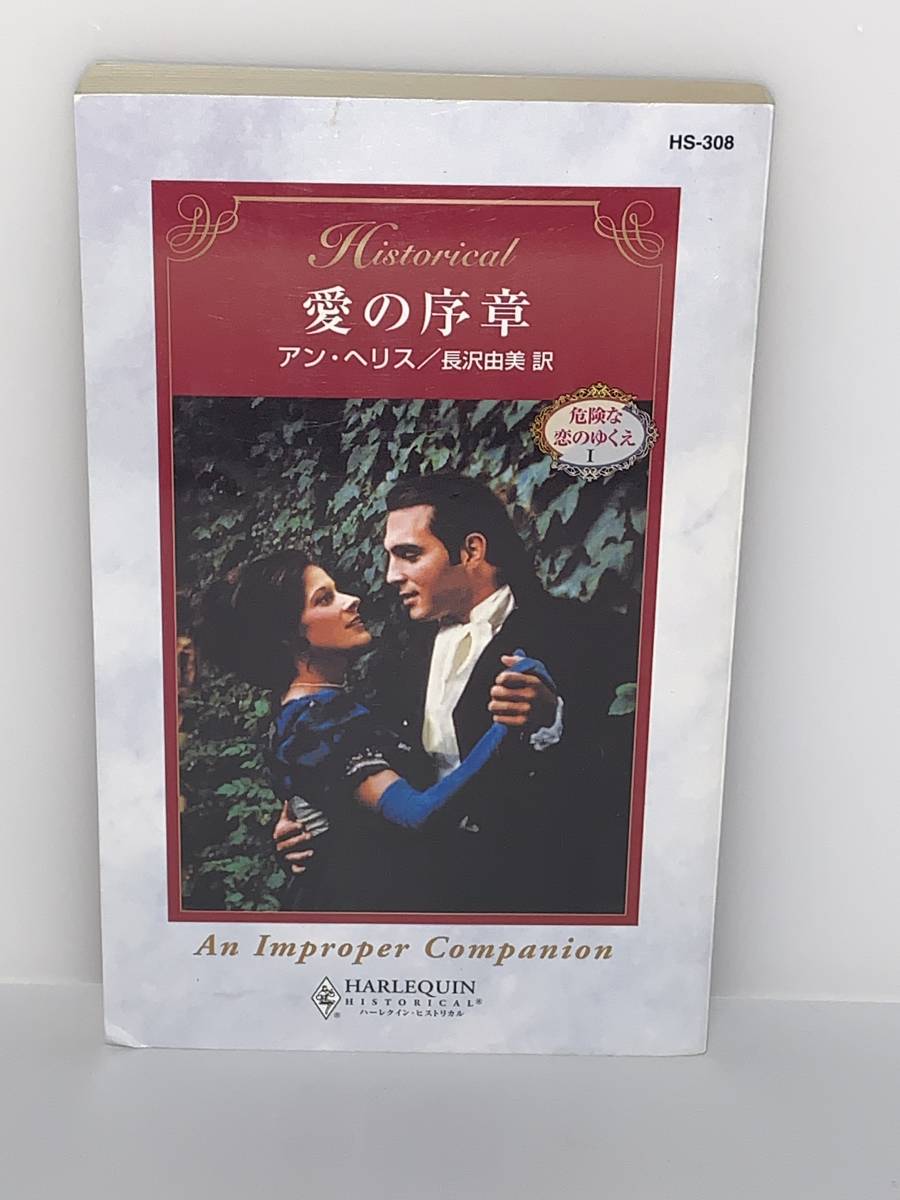 HS-308
Historical
愛の序章
アン・ヘリス／長沢由美 訳
危険な
恋のゆくえ
I
An Improper Companion
HARLEQUIN
HISTORICAL®
®
ハーレクイン・ヒストリカル